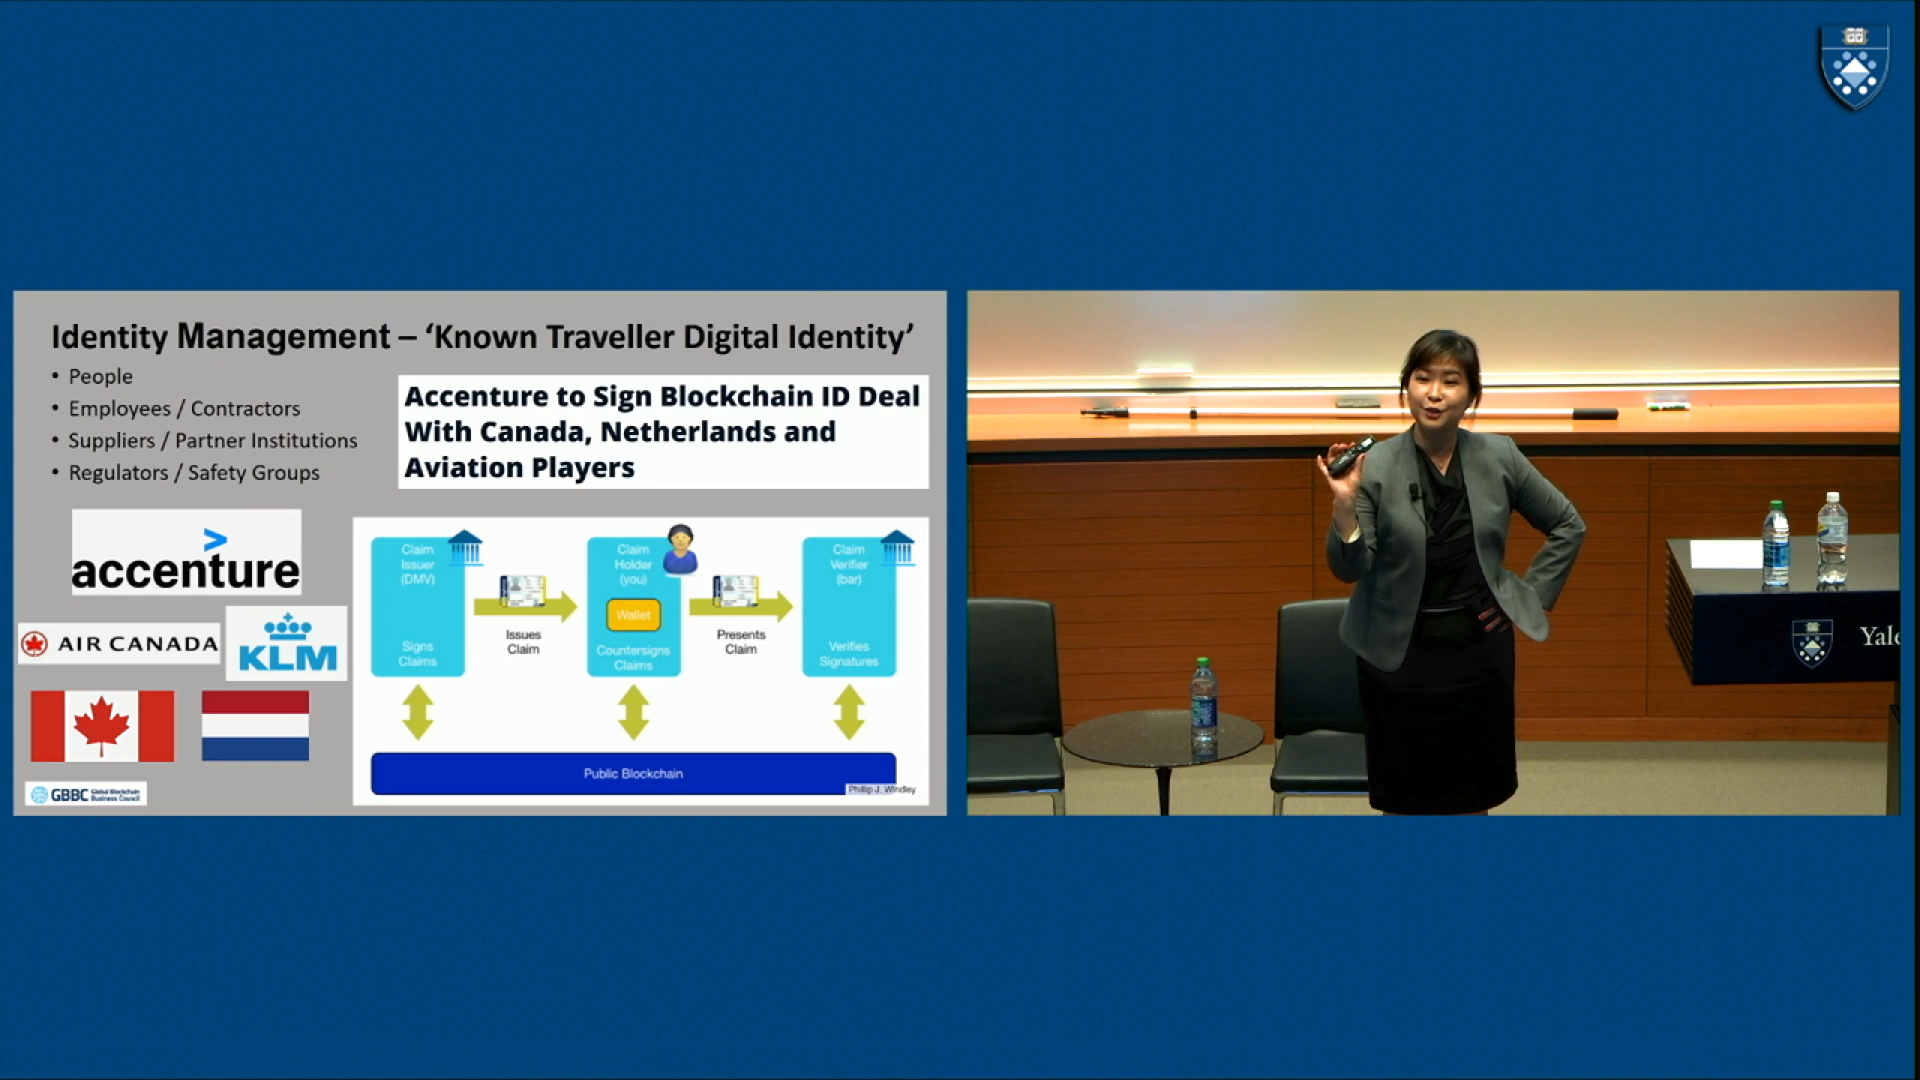 Identity Management – ‘Known Traveller Digital Identity’
• People
• Employees / Contractors
• Suppliers / Partner Institutions
• Regulators / Safety Groups
Accenture to Sign Blockchain ID Deal
With Canada, Netherlands and
Aviation Players
accenture
AIR CANADA
KLM
GBBC Global Blockchain
Business Council
Claim
Issuer
(DMV)
Signs
Claims
Issues
Claim
Claim
Holder
(you)
Wallet
Countersigns
Claims
Presents
Claim
Claim
Verifier
(bar)
Verifies
Signatures
Public Blockchain
Phillip J. Windley
Yale